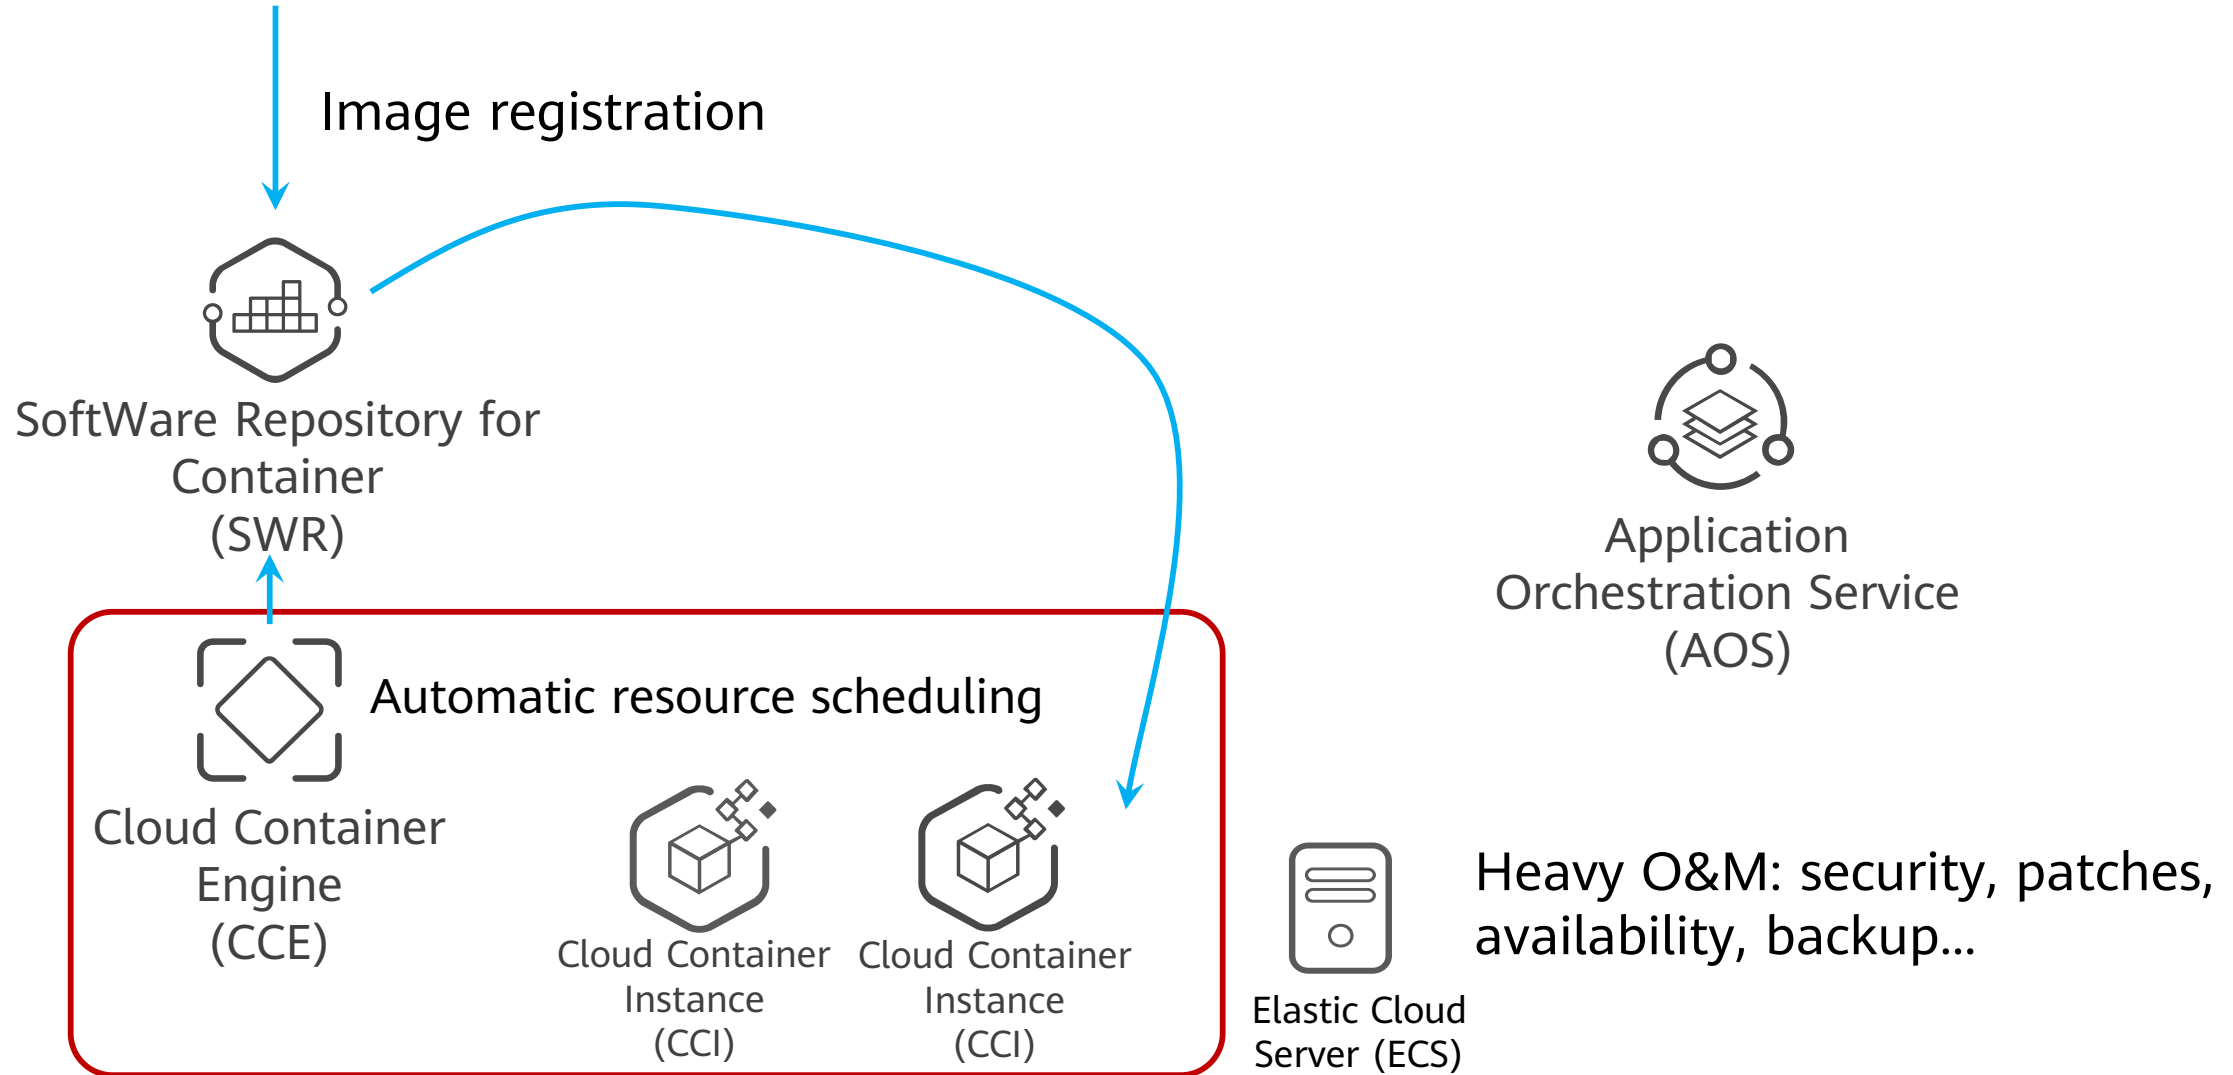 Image registration
SoftWare Repository for
Container
(SWR)
Application
Orchestration Service
(AOS)
Automatic resource scheduling
Cloud Container
Engine
(CCE)
Cloud Container
Instance
(CCI)
Cloud Container
Instance
(CCI)
Heavy O&M: security, patches,
availability, backup...
Elastic Cloud
Server (ECS)